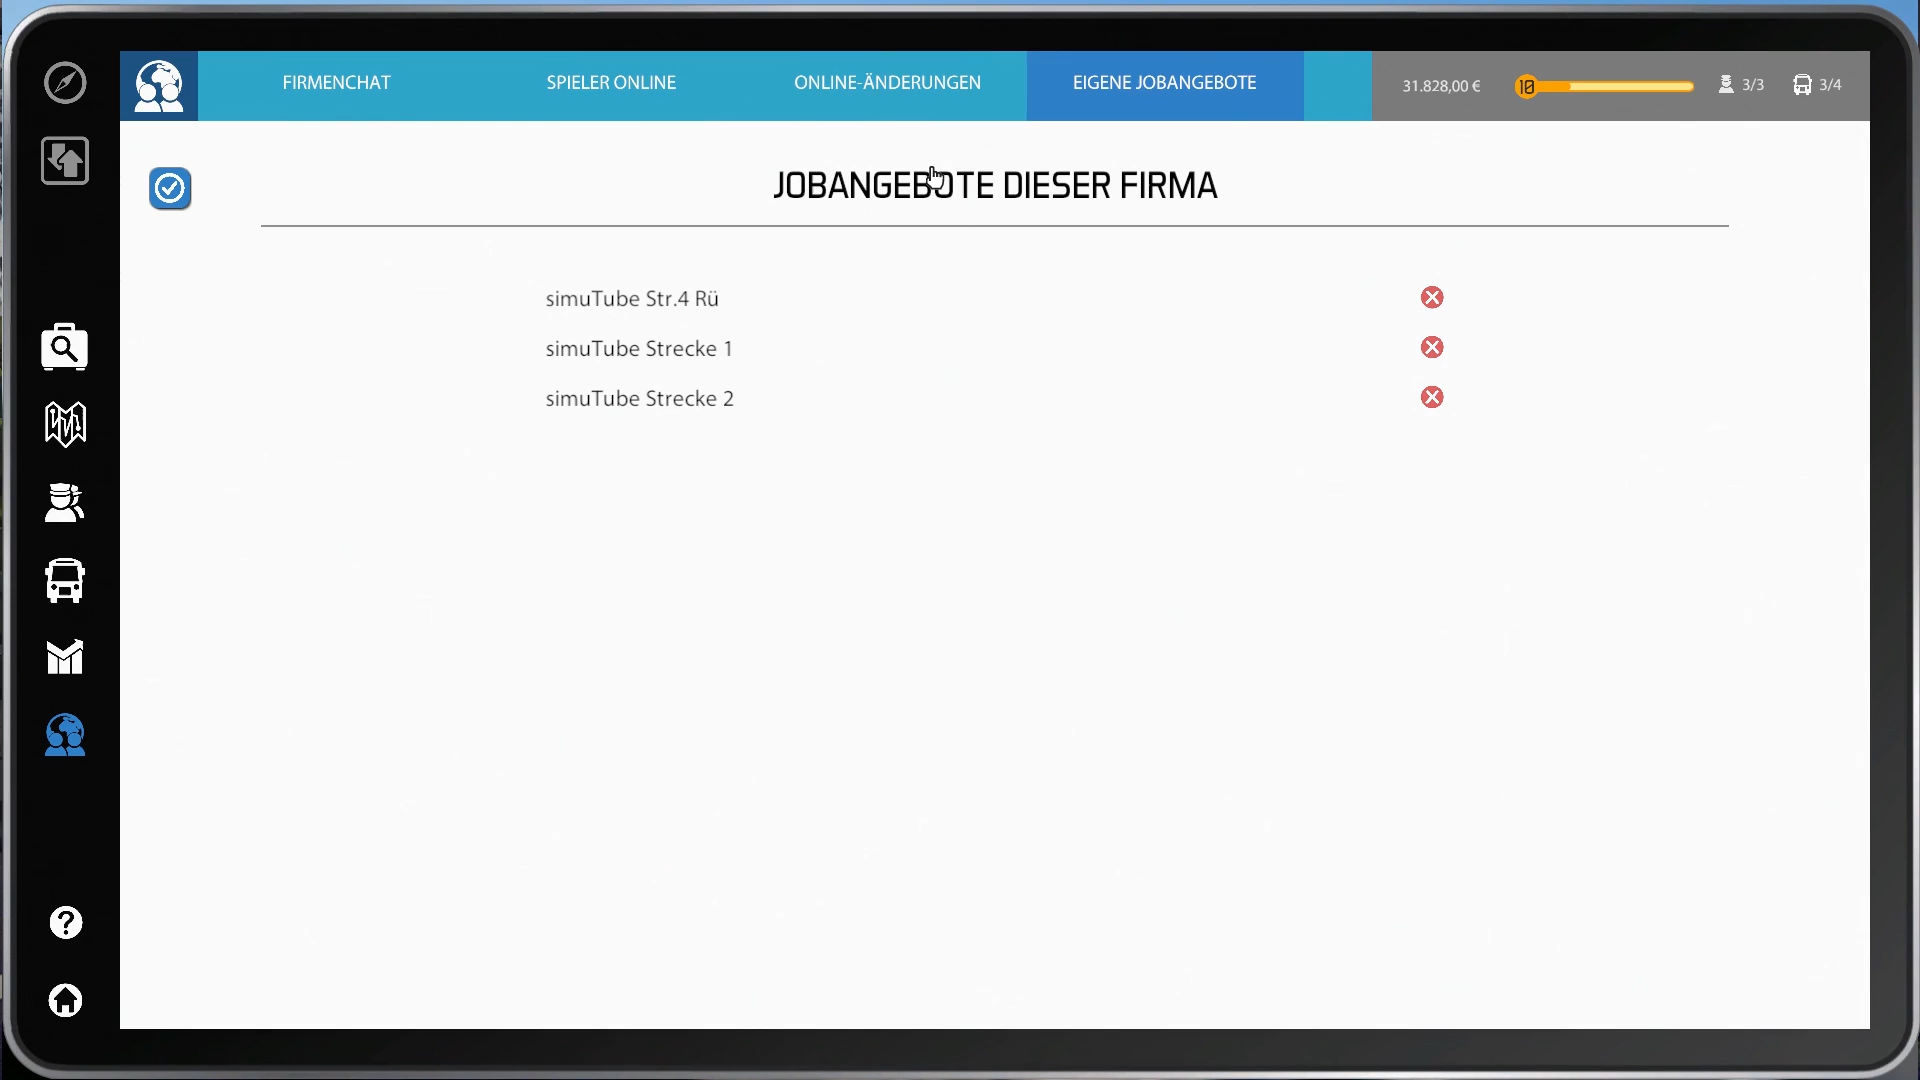 FIRMENCHAT SPIELER ONLINE ONLINE-ÄNDERUNGEN EIGENE JOBANGEBOTE 31.828,00 € 10 3/3 3/4
JOBANGEBOTE DIESER FIRMA
simuTube Str.4 Rü
simuTube Strecke 1
simuTube Strecke 2